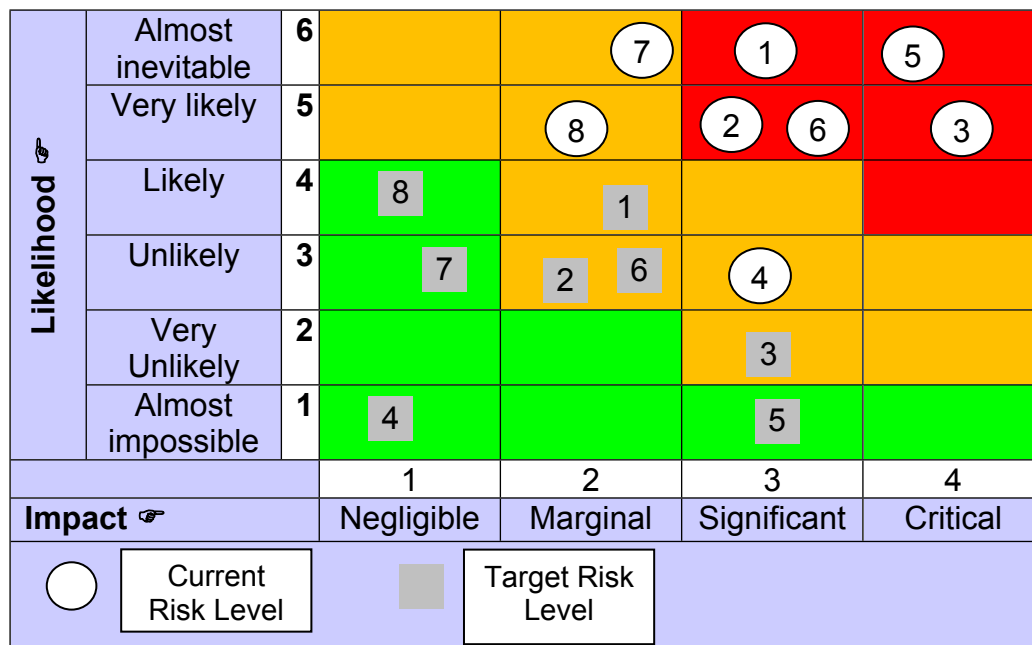 Likelihood ☝
Almost inevitable 6 7 1 5
Very likely 5 8 2 6 3
Likely 4 8 1
Unlikely 3 7 2 6 4
Very Unlikely 2 3
Almost impossible 1 4 5
1 2 3 4
Impact ☞ Negligible Marginal Significant Critical
Current Risk Level
Target Risk Level